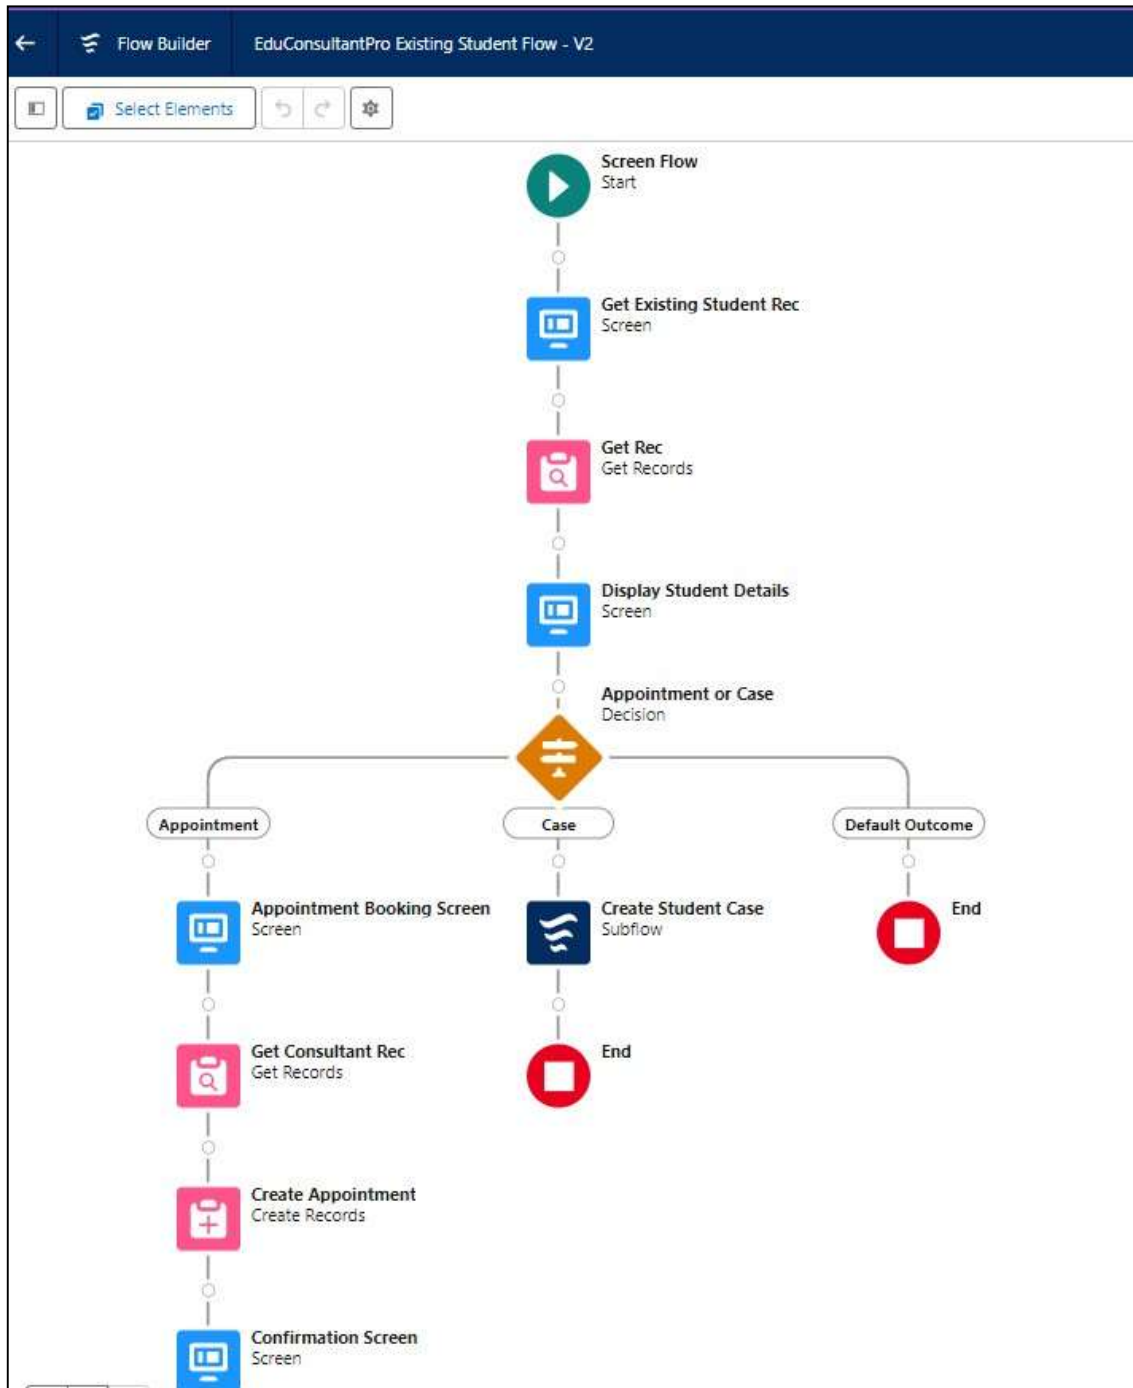 Flow Builder
EduConsultantPro Existing Student Flow - V2
Select Elements
Screen Flow
Start
Get Existing Student Rec
Screen
Get Rec
Get Records
Display Student Details
Screen
Appointment or Case
Decision
Appointment
Case
Default Outcome
Appointment Booking Screen
Screen
Create Student Case
Subflow
End
Get Consultant Rec
Get Records
End
Create Appointment
Create Records
Confirmation Screen
Screen